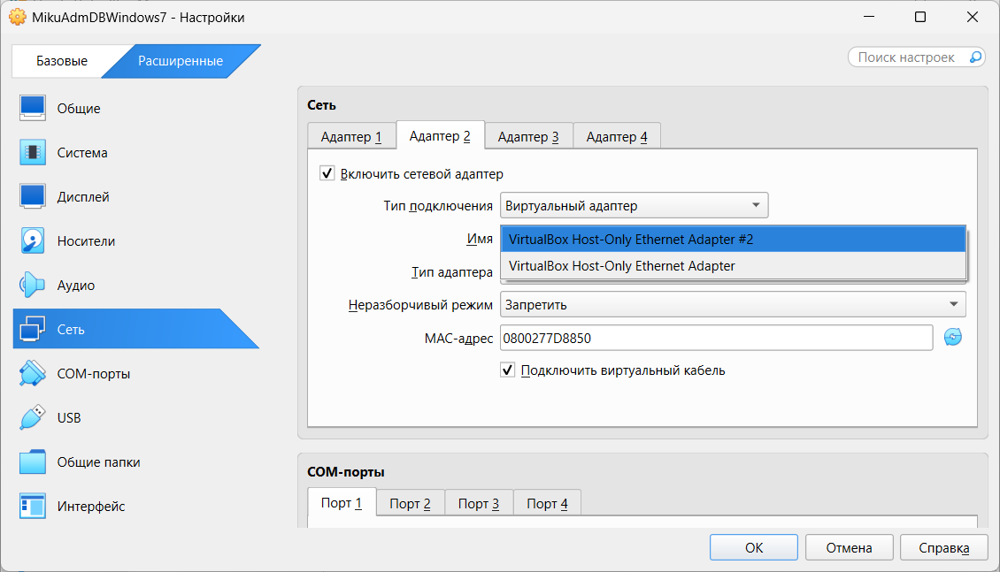 MikuAdmDBWindows7 - Настройки
Базовые
Расширенные
Поиск настроек
Общие
Система
Дисплей
Носители
Аудио
Сеть
COM-порты
USB
Общие папки
Интерфейс
Сеть
Адаптер 1 Адаптер 2 Адаптер 3 Адаптер 4
Включить сетевой адаптер
Тип подключения Виртуальный адаптер
Имя VirtualBox Host-Only Ethernet Adapter #2
VirtualBox Host-Only Ethernet Adapter
Тип адаптера
Неразборчивый режим Запретить
MAC-адрес 0800277D8850
Подключить виртуальный кабель
COM-порты
Порт 1 Порт 2 Порт 3 Порт 4
OK Отмена Справка